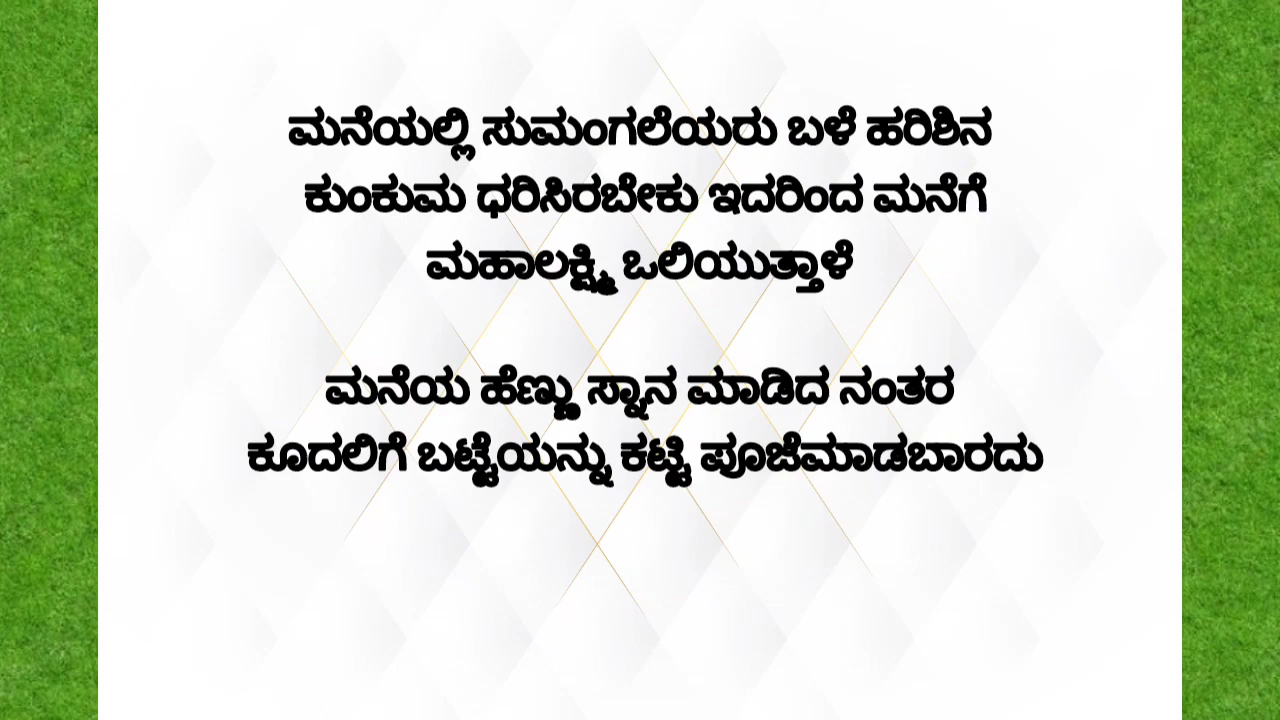 ಮನೆಯಲ್ಲಿ ಸುಮಂಗಲೆಯರು ಬಳೆ ಹರಿಶಿನ
ಕುಂಕುಮ ಧರಿಸಿರಬೇಕು ಇದರಿಂದ ಮನೆಗೆ
ಮಹಾಲಕ್ಷ್ಮಿ ಒಲಿಯುತ್ತಾಳೆ
ಮನೆಯ ಹೆಣ್ಣು ಸ್ನಾನ ಮಾಡಿದ ನಂತರ
ಕೂದಲಿಗೆ ಬಟ್ಟೆಯನ್ನು ಕಟ್ಟಿ ಪೂಜೆಮಾಡಬಾರದು